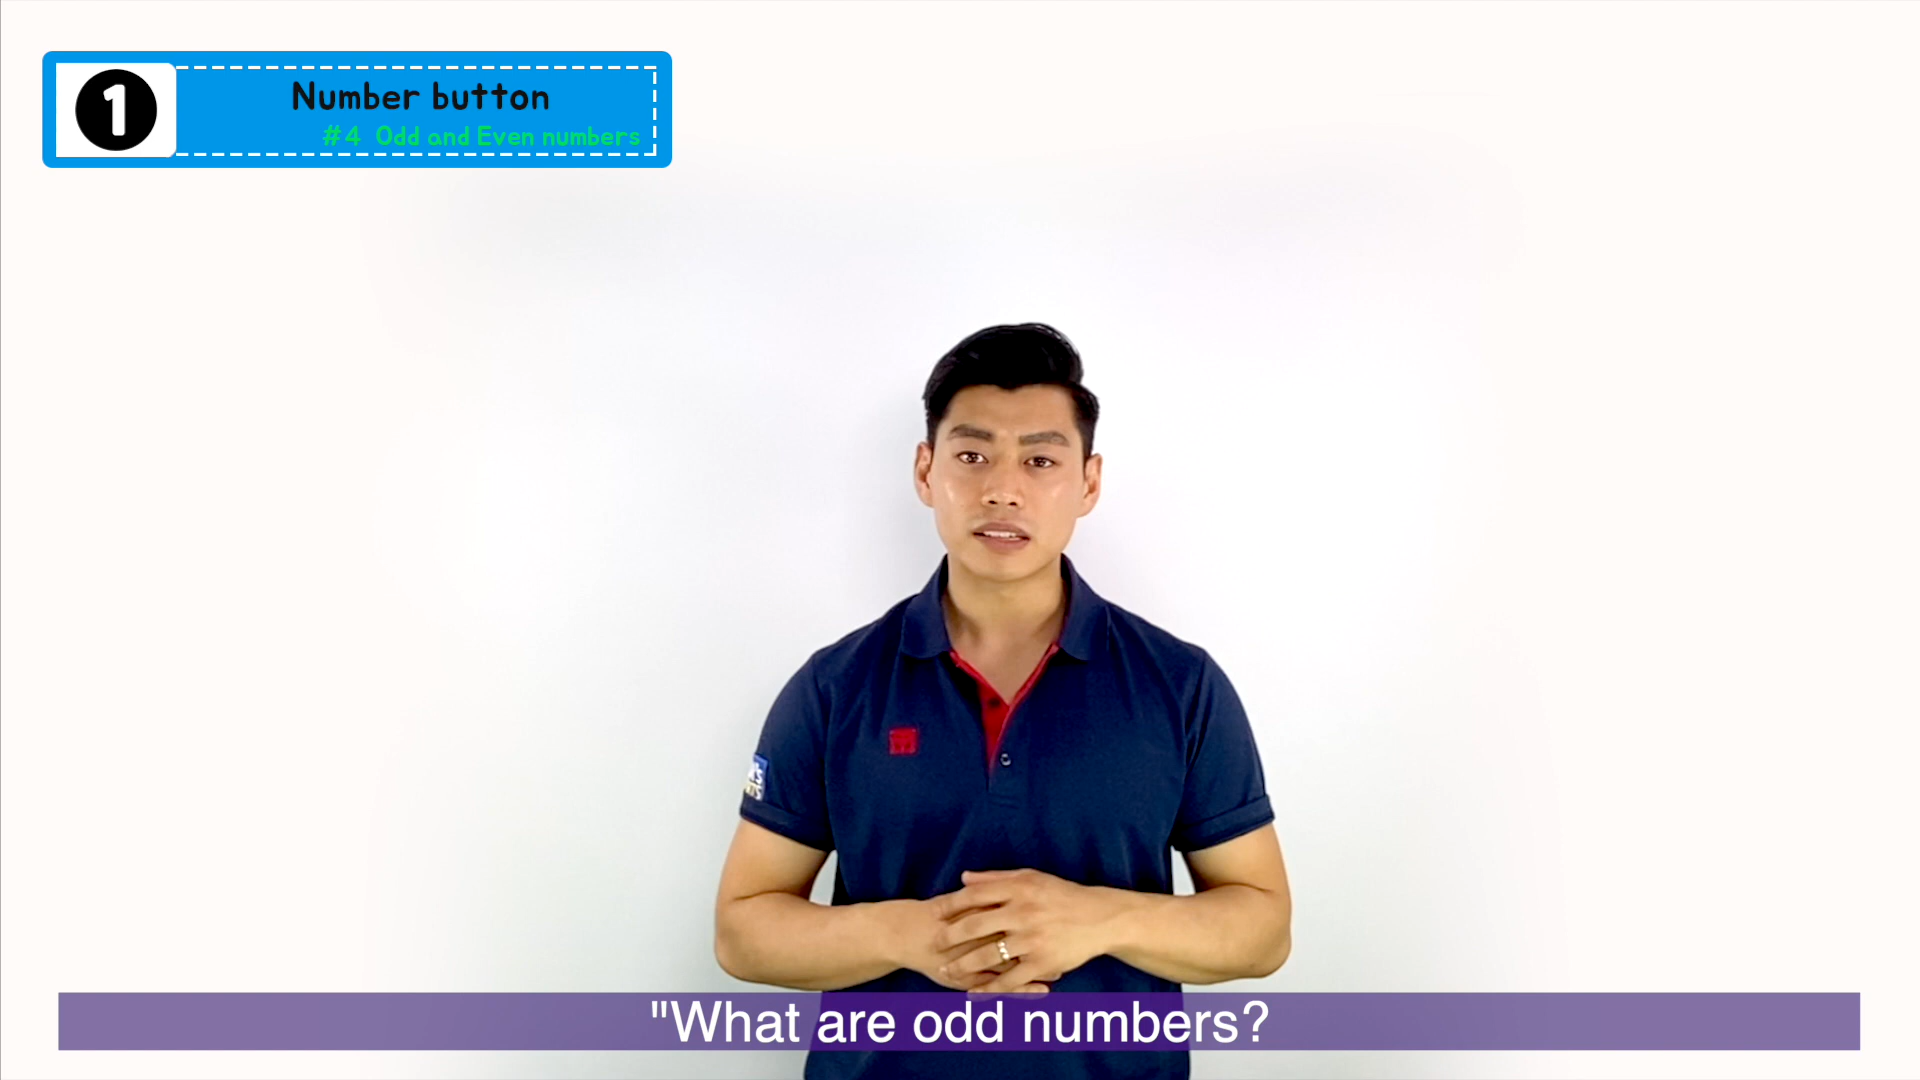 1
Number button
#4 Odd and Even numbers
"What are odd numbers?